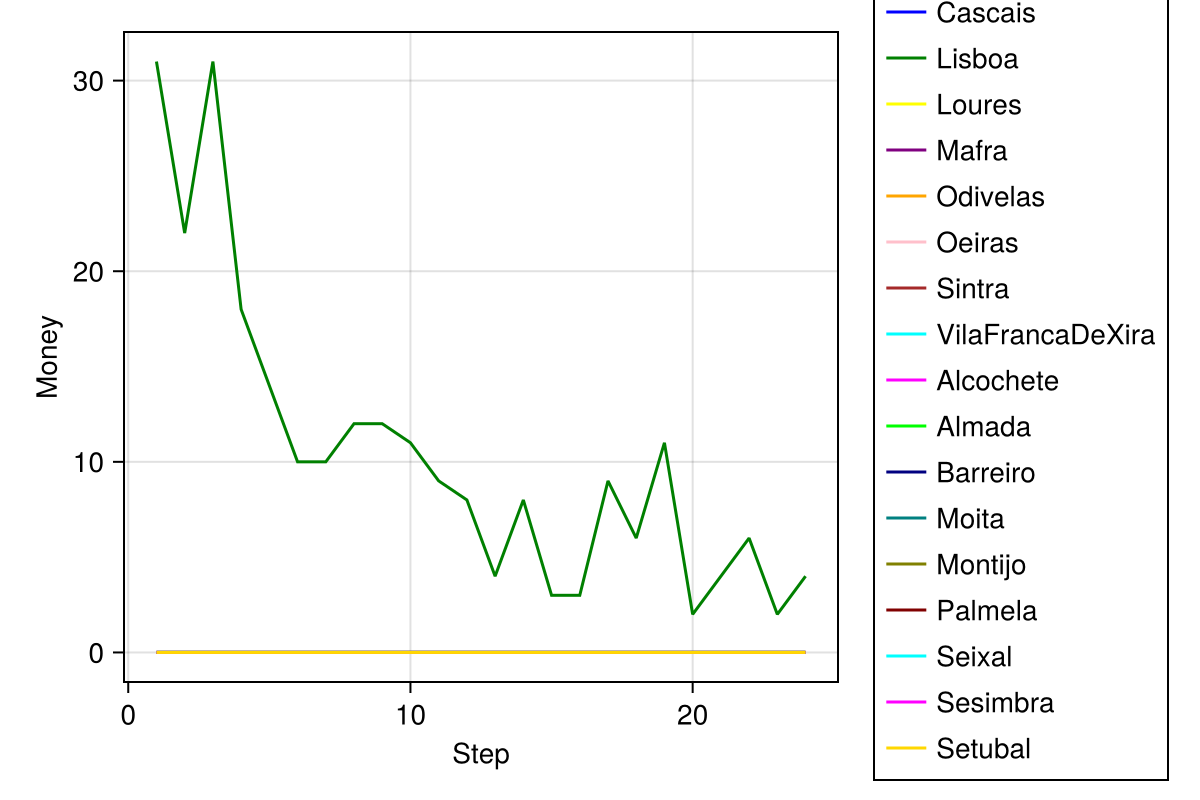 Money
30
20
10
0
0
10
20
Step
Cascais
Lisboa
Loures
Mafra
Odivelas
Oeiras
Sintra
VilaFrancaDeXira
Alcochete
Almada
Barreiro
Moita
Montijo
Palmela
Seixal
Sesimbra
Setubal